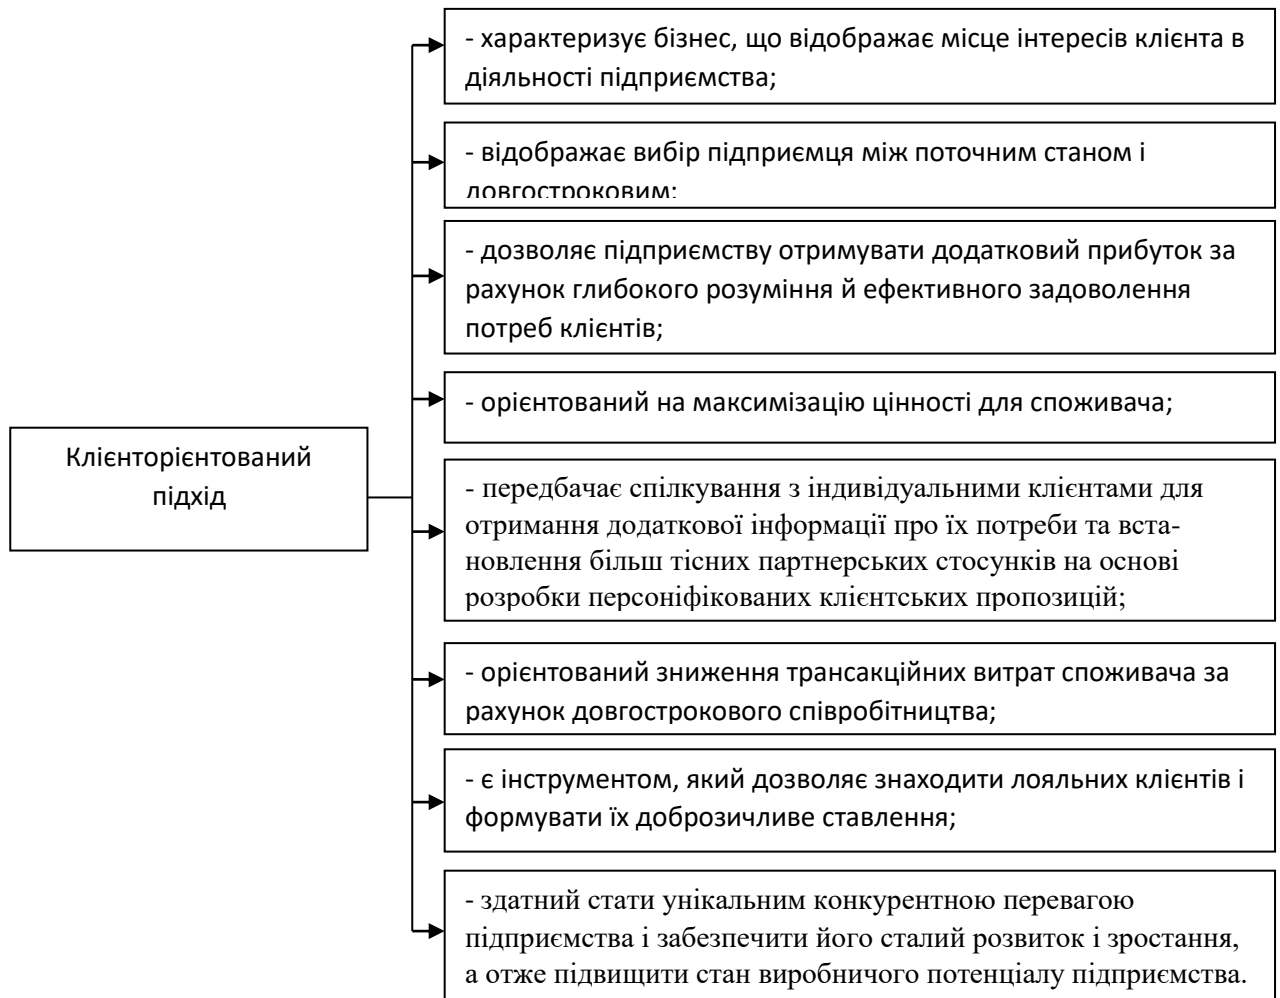 - характеризує бізнес, що відображає місце інтересів клієнта в
діяльності підприємства;
- відображає вибір підприємця між поточним станом і
довгостроковим;
- дозволяє підприємству отримувати додатковий прибуток за
рахунок глибокого розуміння й ефективного задоволення
потреб клієнтів;
- орієнтований на максимізацію цінності для споживача;
Клієнторієнтований
підхід
- передбачає спілкування з індивідуальними клієнтами для
отримання додаткової інформації про їх потреби та вста-
новлення більш тісних партнерських стосунків на основі
розробки персоніфікованих клієнтських пропозицій;
- орієнтований зниження трансакційних витрат споживача за
рахунок довгострокового співробітництва;
- є інструментом, який дозволяє знаходити лояльних клієнтів і
формувати їх доброзичливе ставлення;
- здатний стати унікальним конкурентною перевагою
підприємства і забезпечити його сталий розвиток і зростання,
а отже підвищити стан виробничого потенціалу підприємства.